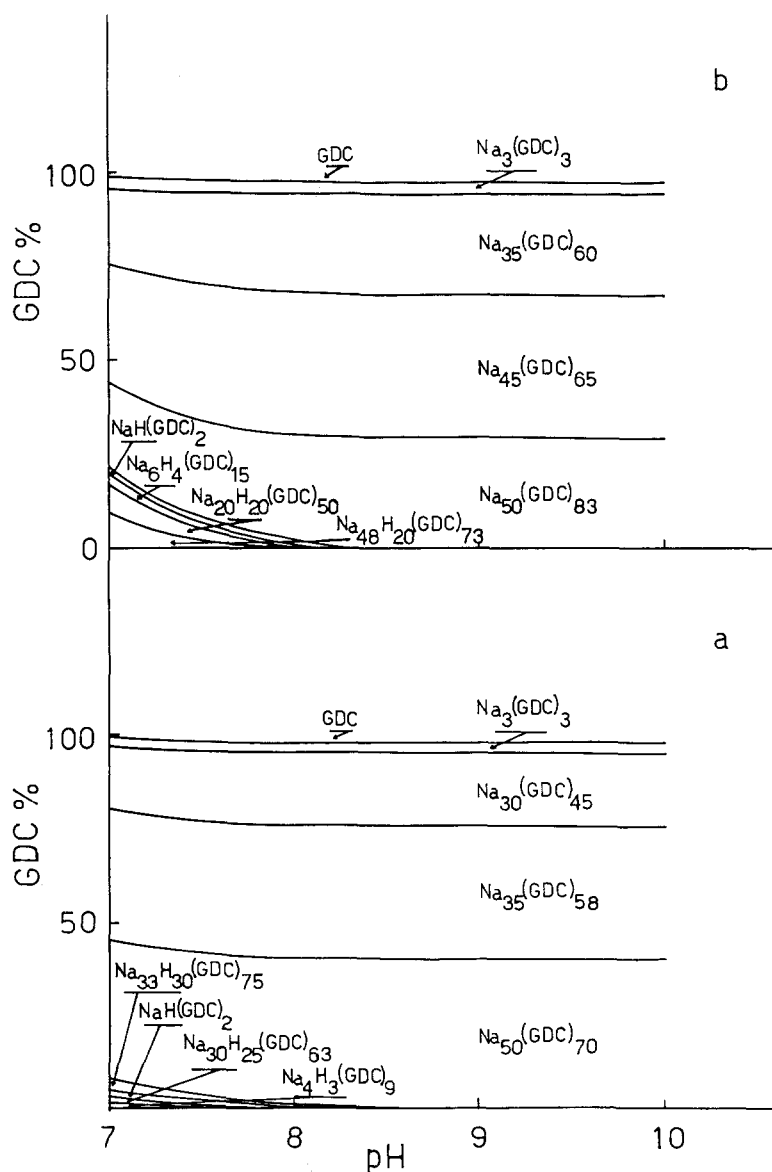 b
GDC
Na3(GDC)3
100
Na35(GDC)60
GDC %
50
Na45(GDC)65
NaH(GDC)2
Na6H4(GDC)15
Na20H20(GDC)50
Na50(GDC)83
Na48H20(GDC)73
0
a
GDC
Na3(GDC)3
100
Na30(GDC)45
GDC %
Na35(GDC)58
50
Na33H30(GDC)75
NaH(GDC)2
Na30H25(GDC)63
Na50(GDC)70
Na4H3(GDC)9
7 8 9 10
pH